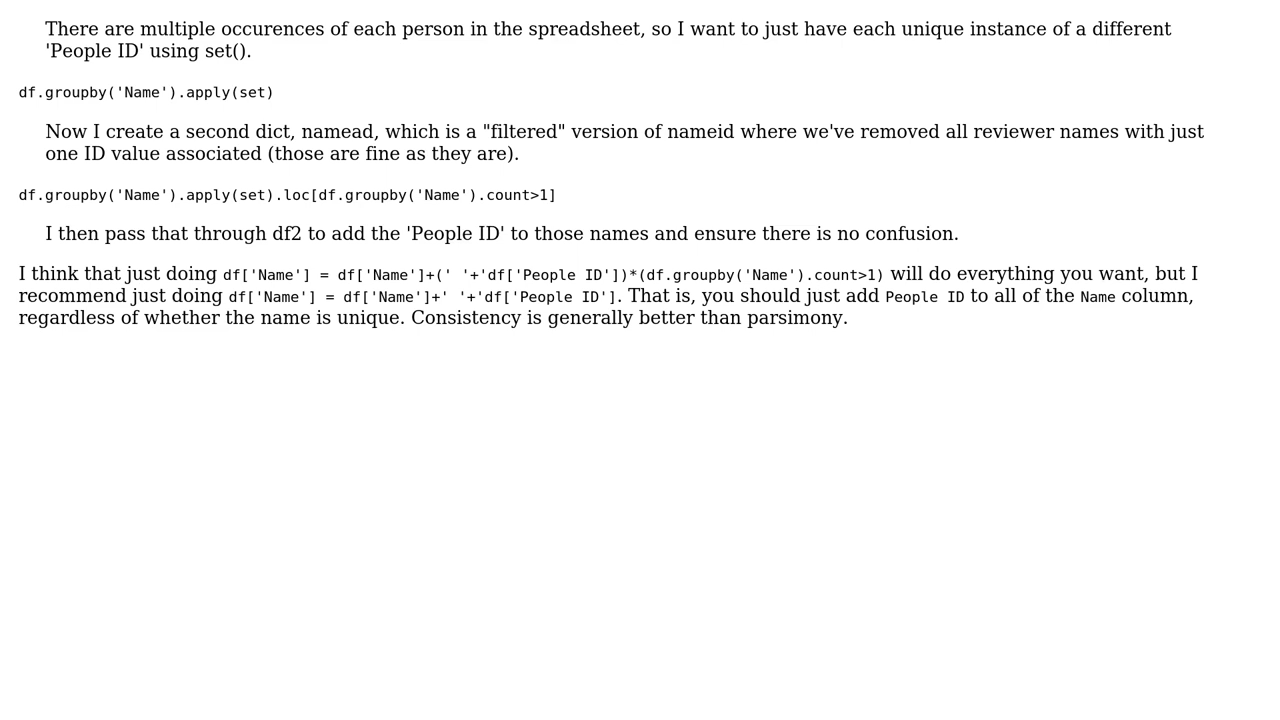 There are multiple occurences of each person in the spreadsheet, so I want to just have each unique instance of a different
'People ID' using set().
df.groupby('Name').apply(set)
Now I create a second dict, namead, which is a "filtered" version of nameid where we've removed all reviewer names with just
one ID value associated (those are fine as they are).
df.groupby('Name').apply(set).loc[df.groupby('Name').count>1]
I then pass that through df2 to add the 'People ID' to those names and ensure there is no confusion.
I think that just doing df['Name'] = df['Name']+(' '+'df['People ID'])*(df.groupby('Name').count>1) will do everything you want, but I
recommend just doing df['Name'] = df['Name']+' '+'df['People ID']. That is, you should just add People ID to all of the Name column,
regardless of whether the name is unique. Consistency is generally better than parsimony.